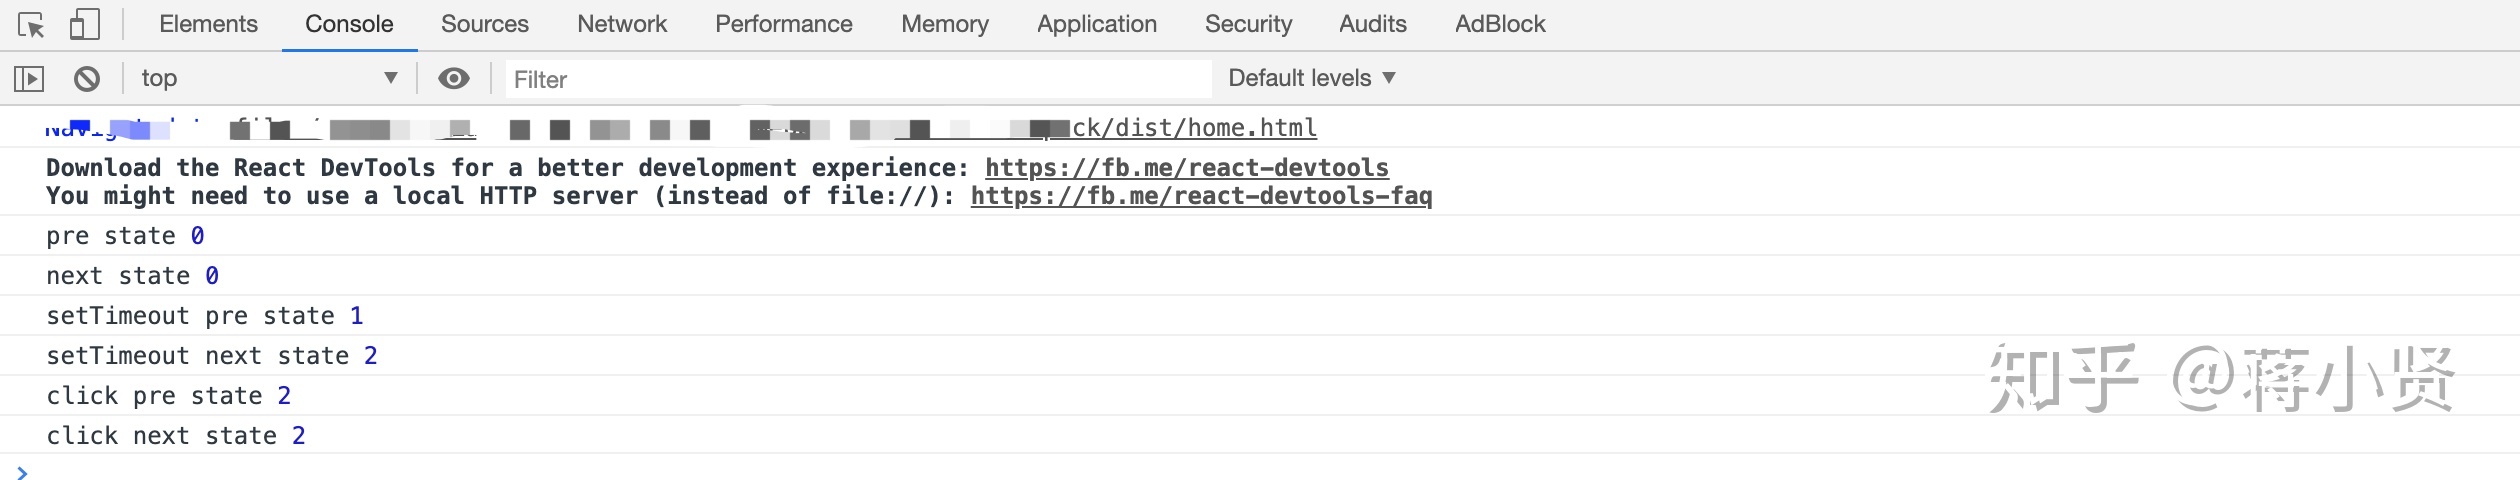 Elements Console Sources Network Performance Memory Application Security Audits AdBlock
top Filter Default levels
ck/dist/home.html
Download the React DevTools for a better development experience: https://fb.me/react-devtools
You might need to use a local HTTP server (instead of file://): https://fb.me/react-devtools-faq
pre state 0
next state 0
setTimeout pre state 1
setTimeout next state 2
click pre state 2
click next state 2
知乎 @蒋小贤